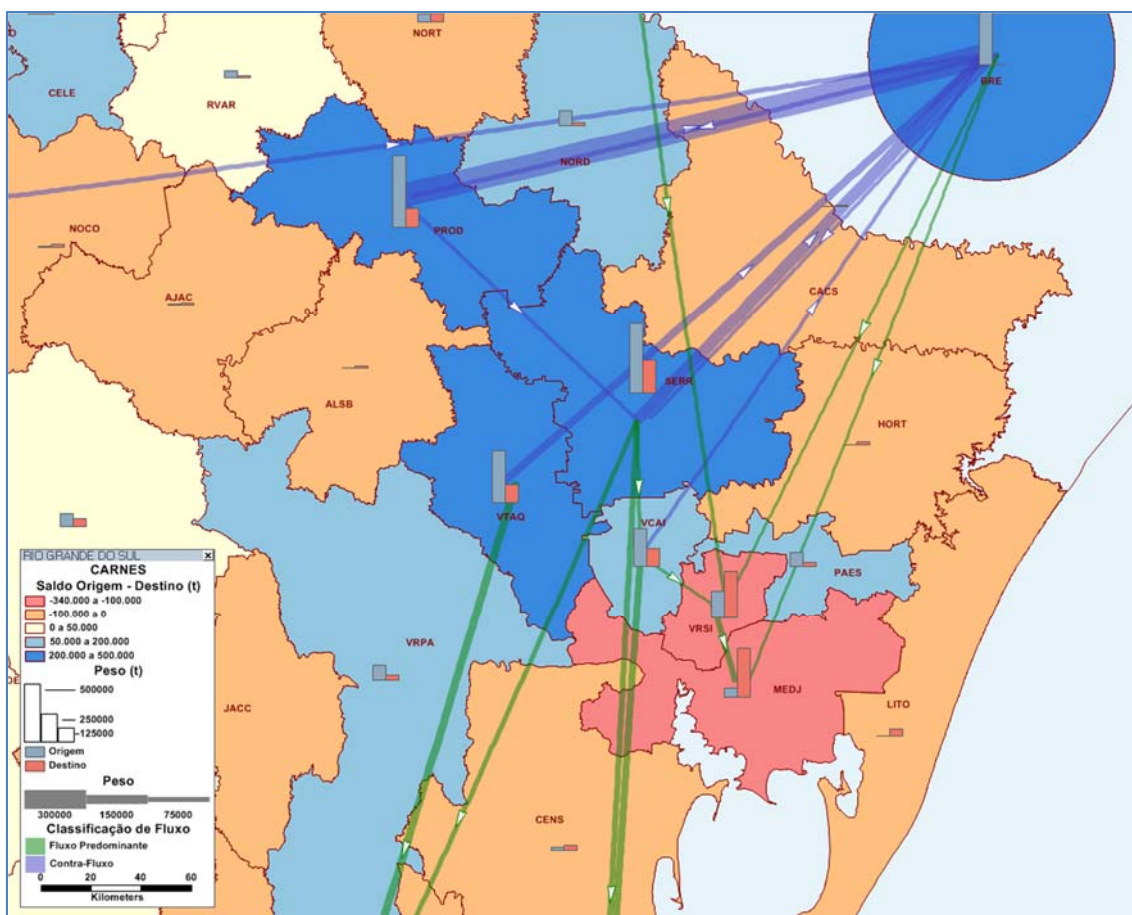 NORT
BRE
CELE
RVAR
NORD
NOCO
PROD
AJAC
CACS
SERR
ALSB
HORT
VTAQ
VCAI
PAES
VRSI
VRPA
MEDJ
LITO
JACC
CENS
RIO GRANDE DO SUL
CARNES
Saldo Origem - Destino (t)
-340.000 a -100.000
-100.000 a 0
0 a 50.000
50.000 a 200.000
200.000 a 500.000
Peso (t)
500000
250000
125000
Origem
Destino
Peso
300000 150000 75000
Classificação de Fluxo
Fluxo Predominante
Contra-Fluxo
0 20 40 60
Kilometers